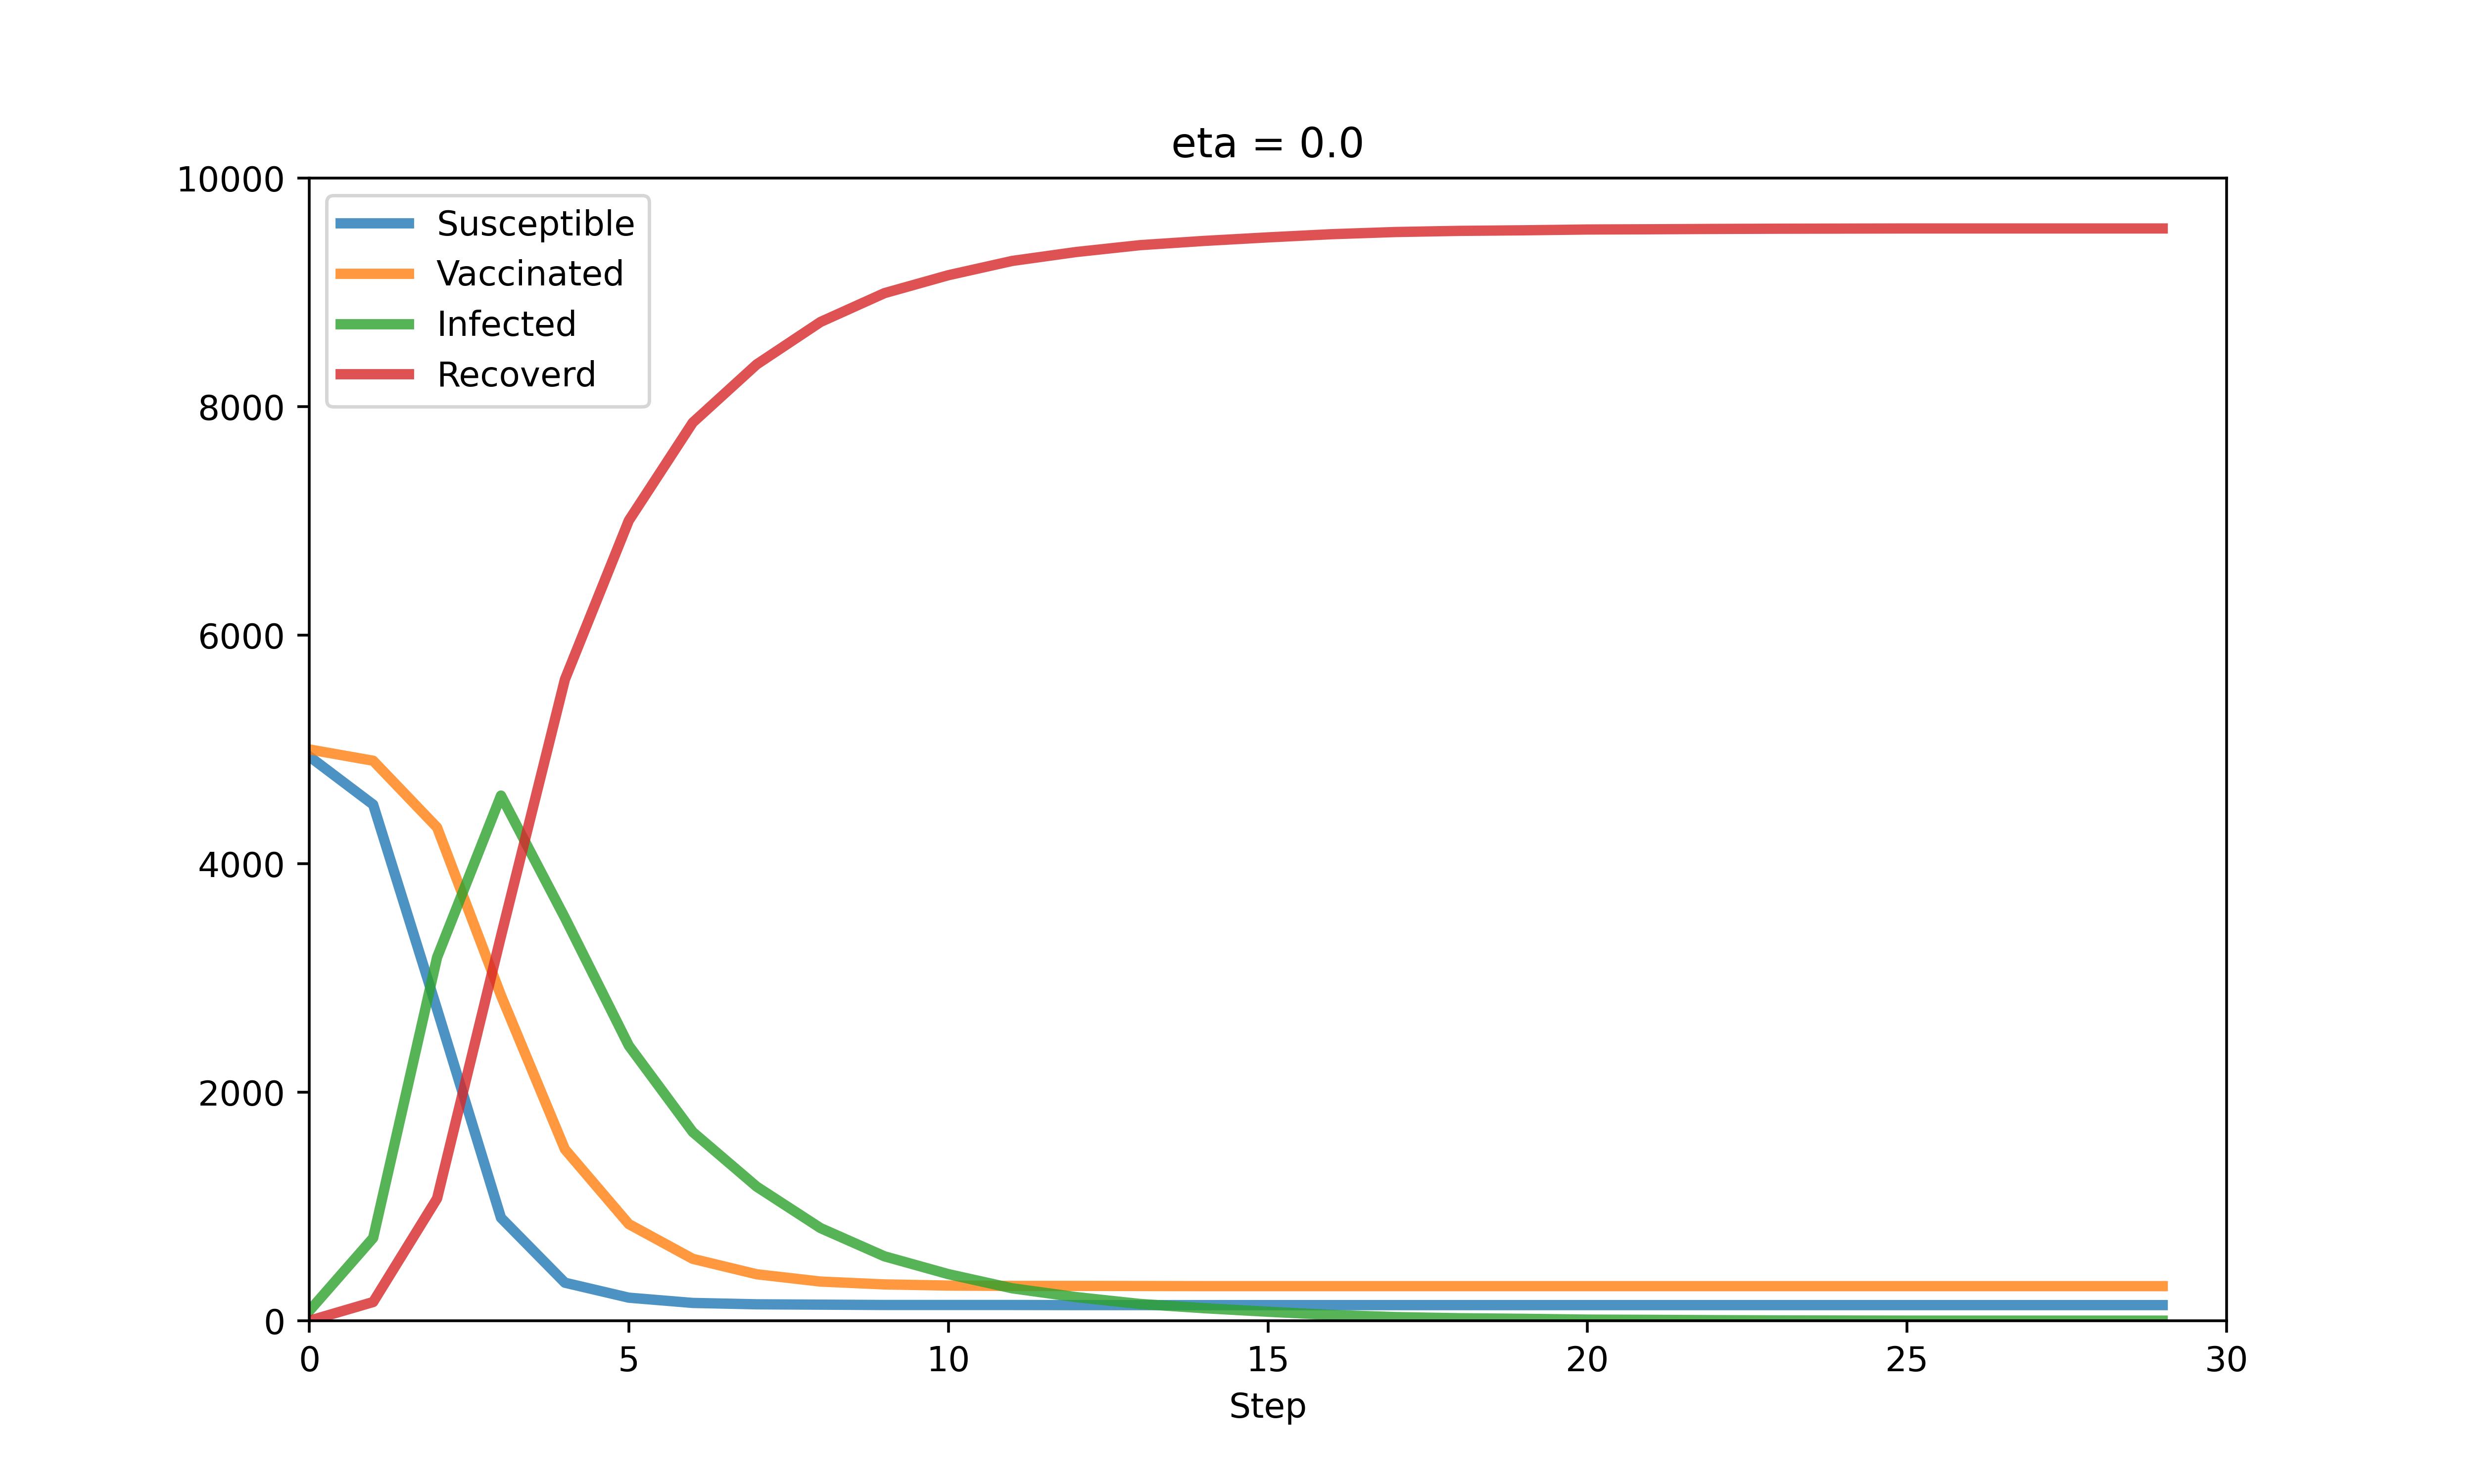 eta = 0.0
10000
8000
6000
4000
2000
0
Susceptible
Vaccinated
Infected
Recoverd
0 5 10 15 20 25 30
Step